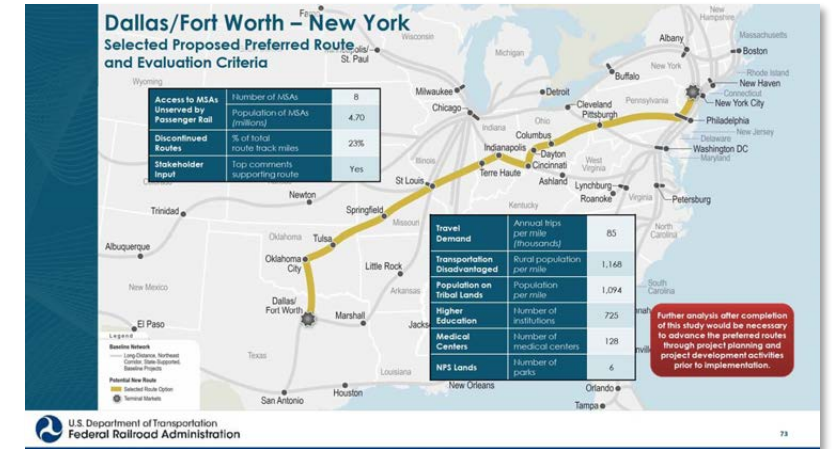 Dallas/Fort Worth – New York
Selected Proposed Preferred Route
and Evaluation Criteria
St. Paul
Wisconsin
Michigan
New Hampshire
Massachusetts
Albany
Boston
New York
Buffalo
Rhode Island
New Haven
Connecticut
New York City
Wyoming
Milwaukee
Detroit
Chicago
Cleveland
Pennsylvania
Pittsburgh
Philadelphia
New Jersey
Ohio
Columbus
Indiana
Delaware
Indianapolis
Dayton
Washington DC
Maryland
Illinois
Cincinnati
West Virginia
Terre Haute
St Louis
Ashland
Lynchburg
Roanoke
Virginia
Petersburg
Kentucky
Access to MSAs
Unserved by
Passenger Rail
Number of MSAs
8
Population of MSAs
(millions)
4.70
Discontinued
Routes
% of total
route track miles
23%
Stakeholder
Input
Top comments
supporting route
Yes
Newton
Trinidad
Springfield
Missouri
Oklahoma
Tulsa
Albuquerque
Oklahoma
City
Little Rock
New Mexico
Arkansas
Dallas/
Fort Worth
Marshall
El Paso
Texas
Louisiana
Houston
San Antonio
New Orleans
Orlando
Tampa
North
Carolina
South
Carolina
Travel
Demand
Annual trips
per mile
(thousands)
85
Transportation
Disadvantaged
Rural population
per mile
1,168
Population on
Tribal Lands
Population
per mile
1,094
Higher
Education
Number of
institutions
725
Medical
Centers
Number of
medical centers
128
NPS Lands
Number of
parks
6
Further analysis after completion
of this study would be necessary
to advance the preferred routes
through project planning and
project development activities
prior to implementation.
Legend
Baseline Network
Long-Distance, Northeast
Corridor, State-Supported,
Baseline Projects
Potential New Route
Selected Route Option
Terminal Markets
U.S. Department of Transportation
Federal Railroad Administration
73